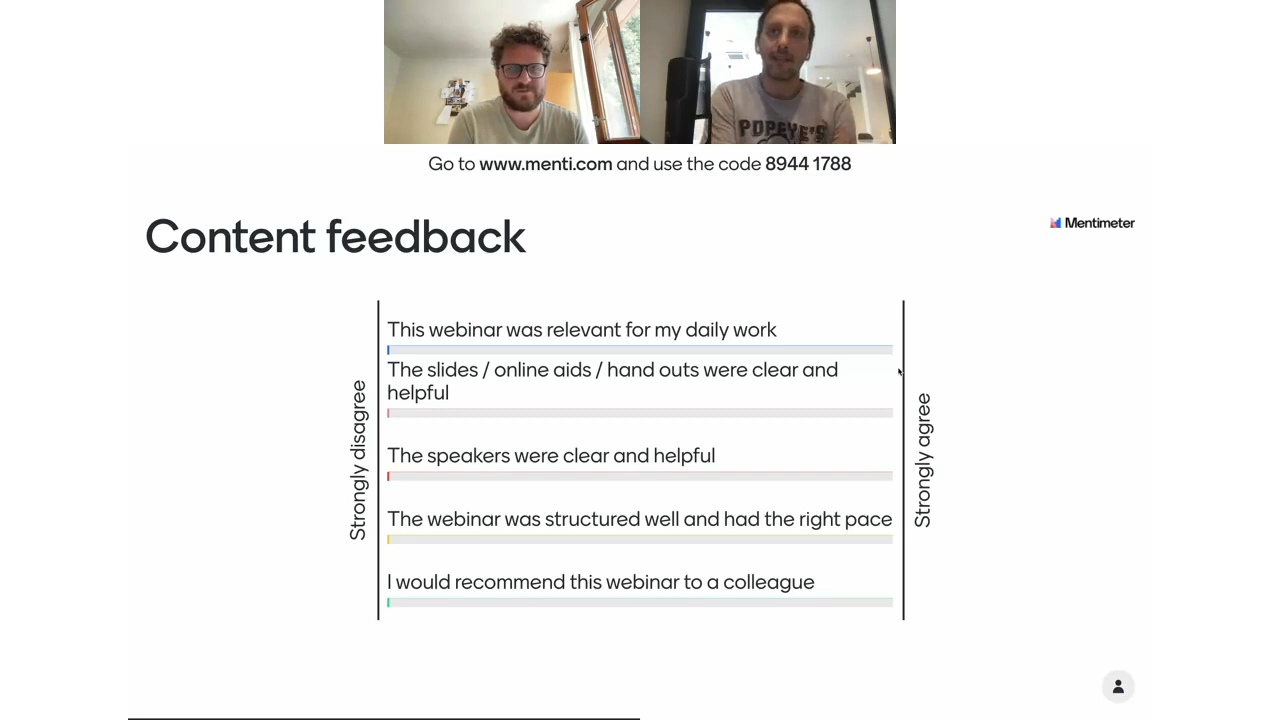 POPEYE'S
Go to www.menti.com and use the code 8944 1788
Content feedback
Mentimeter
This webinar was relevant for my daily work
The slides / online aids / hand outs were clear and
helpful
The speakers were clear and helpful
The webinar was structured well and had the right pace
I would recommend this webinar to a colleague
Strongly disagree
Strongly agree